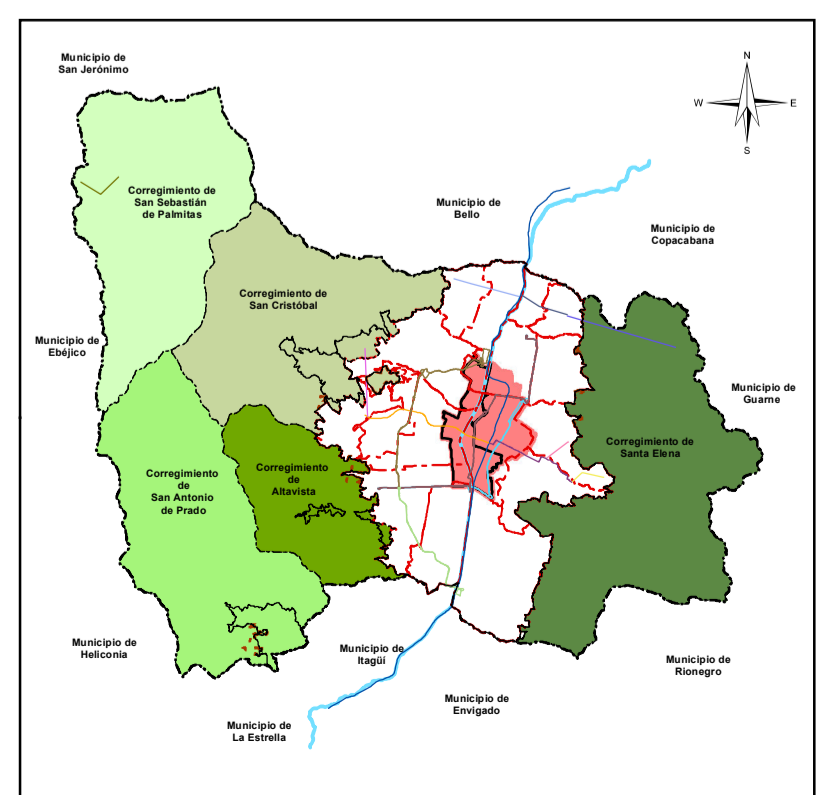 Municipio de
San Jerónimo
N
W
E
S
Corregimiento de
San Sebastián
de Palmitas
Municipio de
Bello
Municipio de
Copacabana
Corregimiento de
San Cristóbal
Municipio de
Ebéjico
Municipio de
Guarne
Corregimiento de
Santa Elena
Corregimiento
de
San Antonio
de Prado
Corregimiento
de
Altavista
Municipio de
Heliconia
Municipio de
Itagüí
Municipio de
Rionegro
Municipio de
Envigado
Municipio de
La Estrella